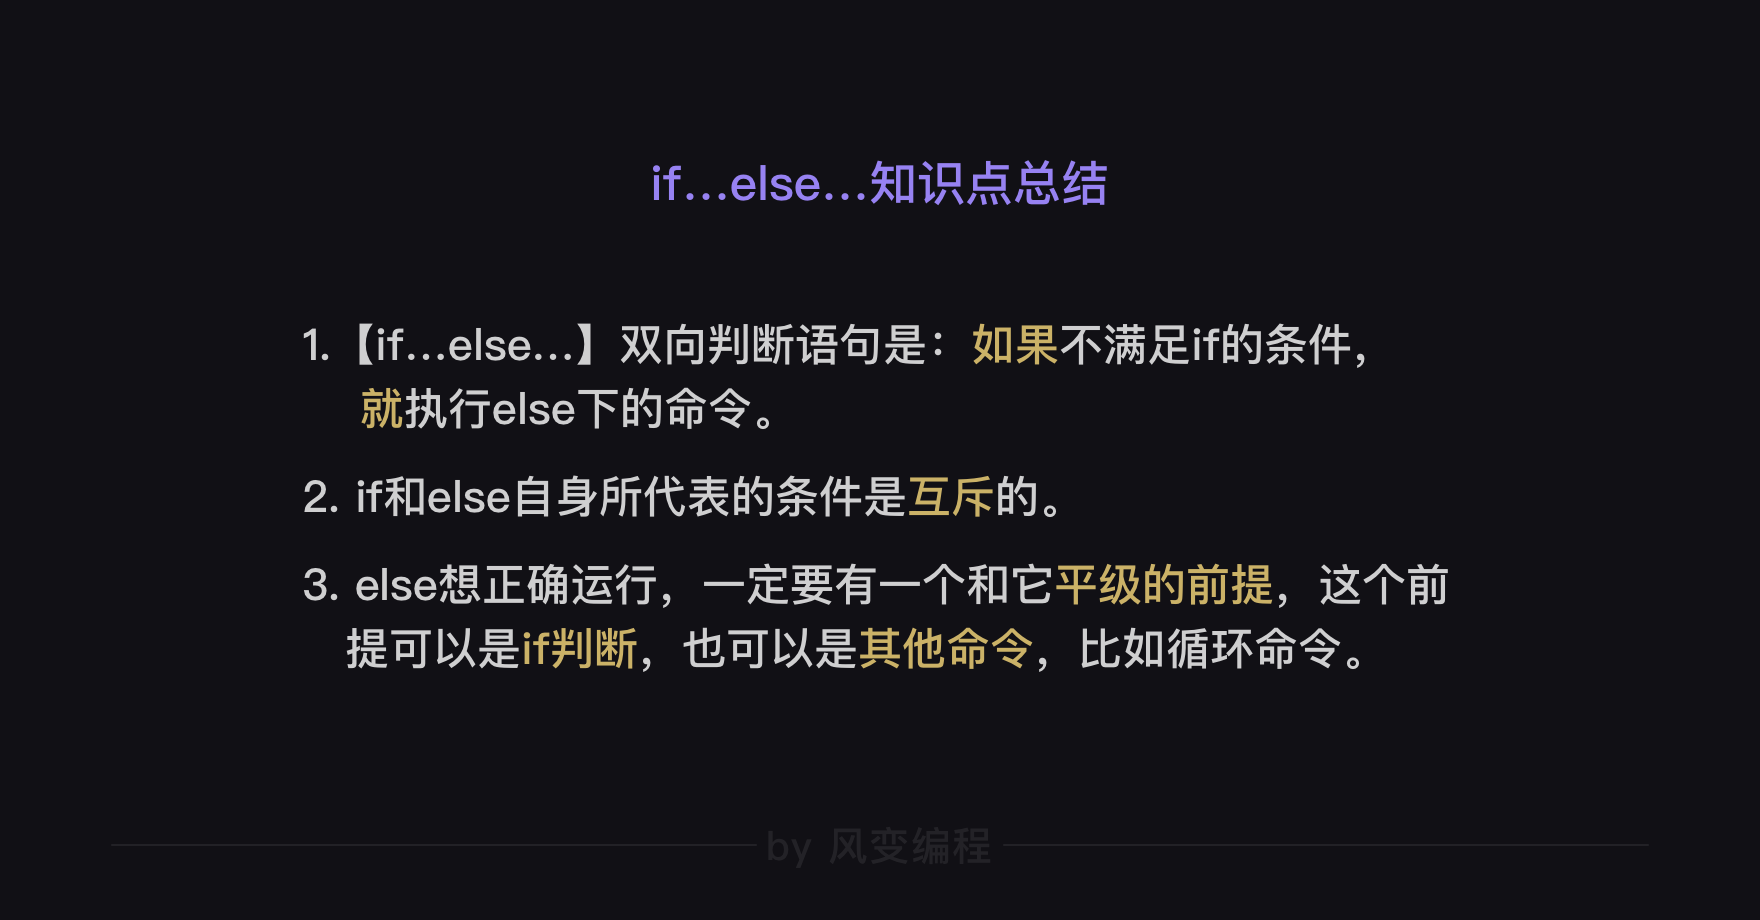 if…else…知识点总结
1.【if…else…】双向判断语句是：如果不满足if的条件，
就执行else下的命令。
2. if和else自身所代表的条件是互斥的。
3. else想正确运行，一定要有一个和它平级的前提，这个前
提可以是if判断，也可以是其他命令，比如循环命令。
by 风变编程